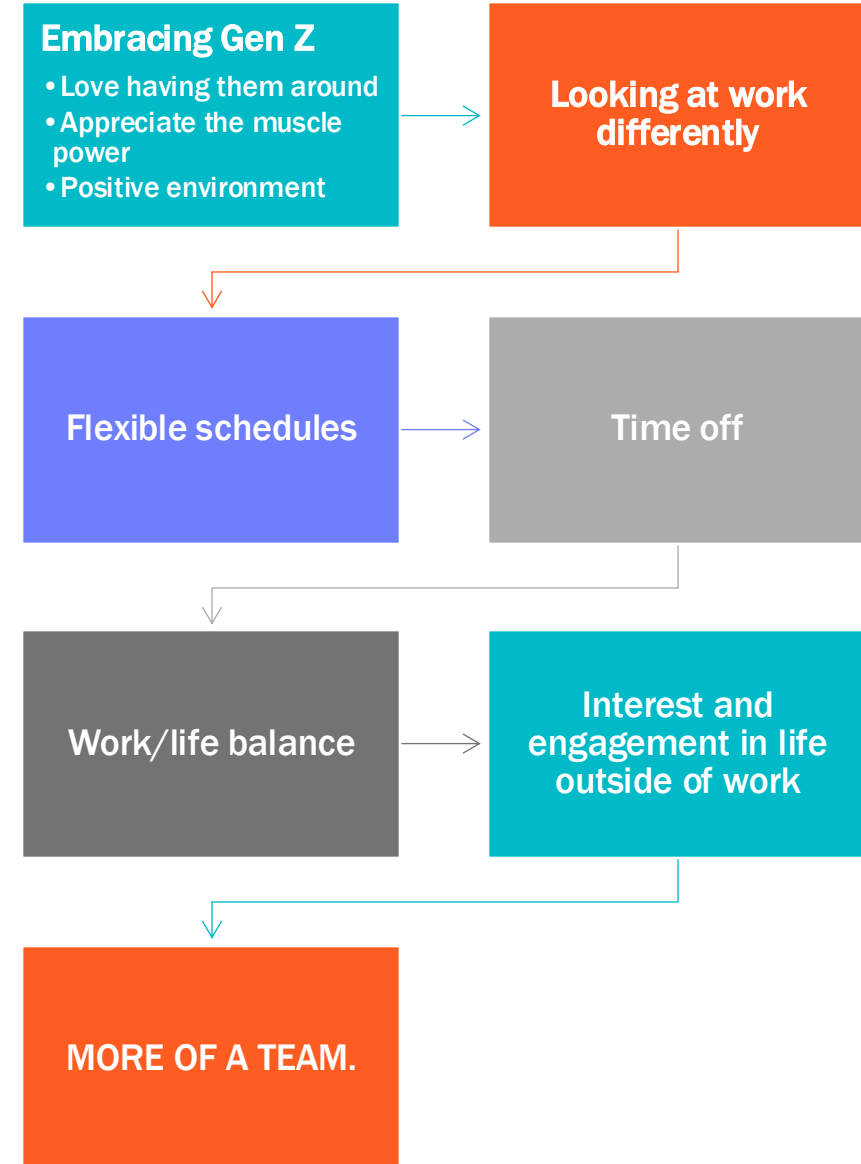 Embracing Gen Z
•Love having them around
•Appreciate the muscle
power
•Positive environment
Looking at work
differently
Flexible schedules
Time off
Work/life balance
Interest and
engagement in life
outside of work
MORE OF A TEAM.